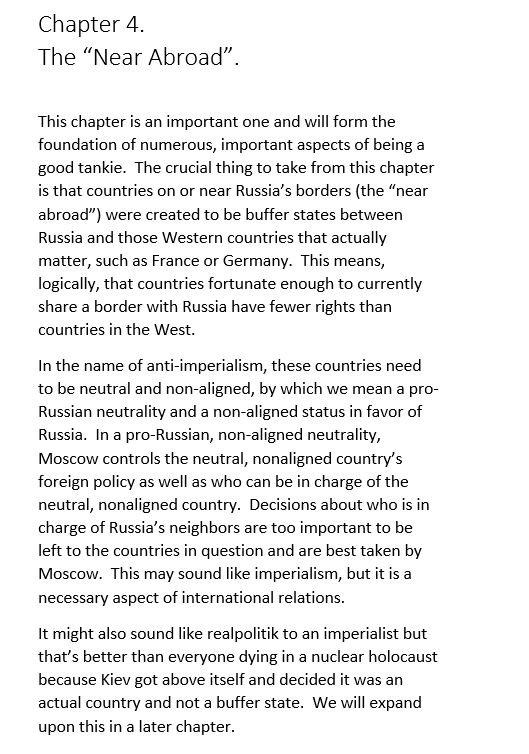 Chapter 4.
The “Near Abroad”.
This chapter is an important one and will form the
foundation of numerous, important aspects of being a
good tankie.  The crucial thing to take from this chapter
is that countries on or near Russia’s borders (the “near
abroad”) were created to be buffer states between
Russia and those Western countries that actually
matter, such as France or Germany.  This means,
logically, that countries fortunate enough to currently
share a border with Russia have fewer rights than
countries in the West.
In the name of anti-imperialism, these countries need
to be neutral and non-aligned, by which we mean a pro-
Russian neutrality and a non-aligned status in favor of
Russia.  In a pro-Russian, non-aligned neutrality,
Moscow controls the neutral, nonaligned country’s
foreign policy as well as who can be in charge of the
neutral, nonaligned country.  Decisions about who is in
charge of Russia’s neighbors are too important to be
left to the countries in question and are best taken by
Moscow.  This may sound like imperialism, but it is a
necessary aspect of international relations.
It might also sound like realpolitik to an imperialist but
that’s better than everyone dying in a nuclear holocaust
because Kiev got above itself and decided it was an
actual country and not a buffer state.  We will expand
upon this in a later chapter.